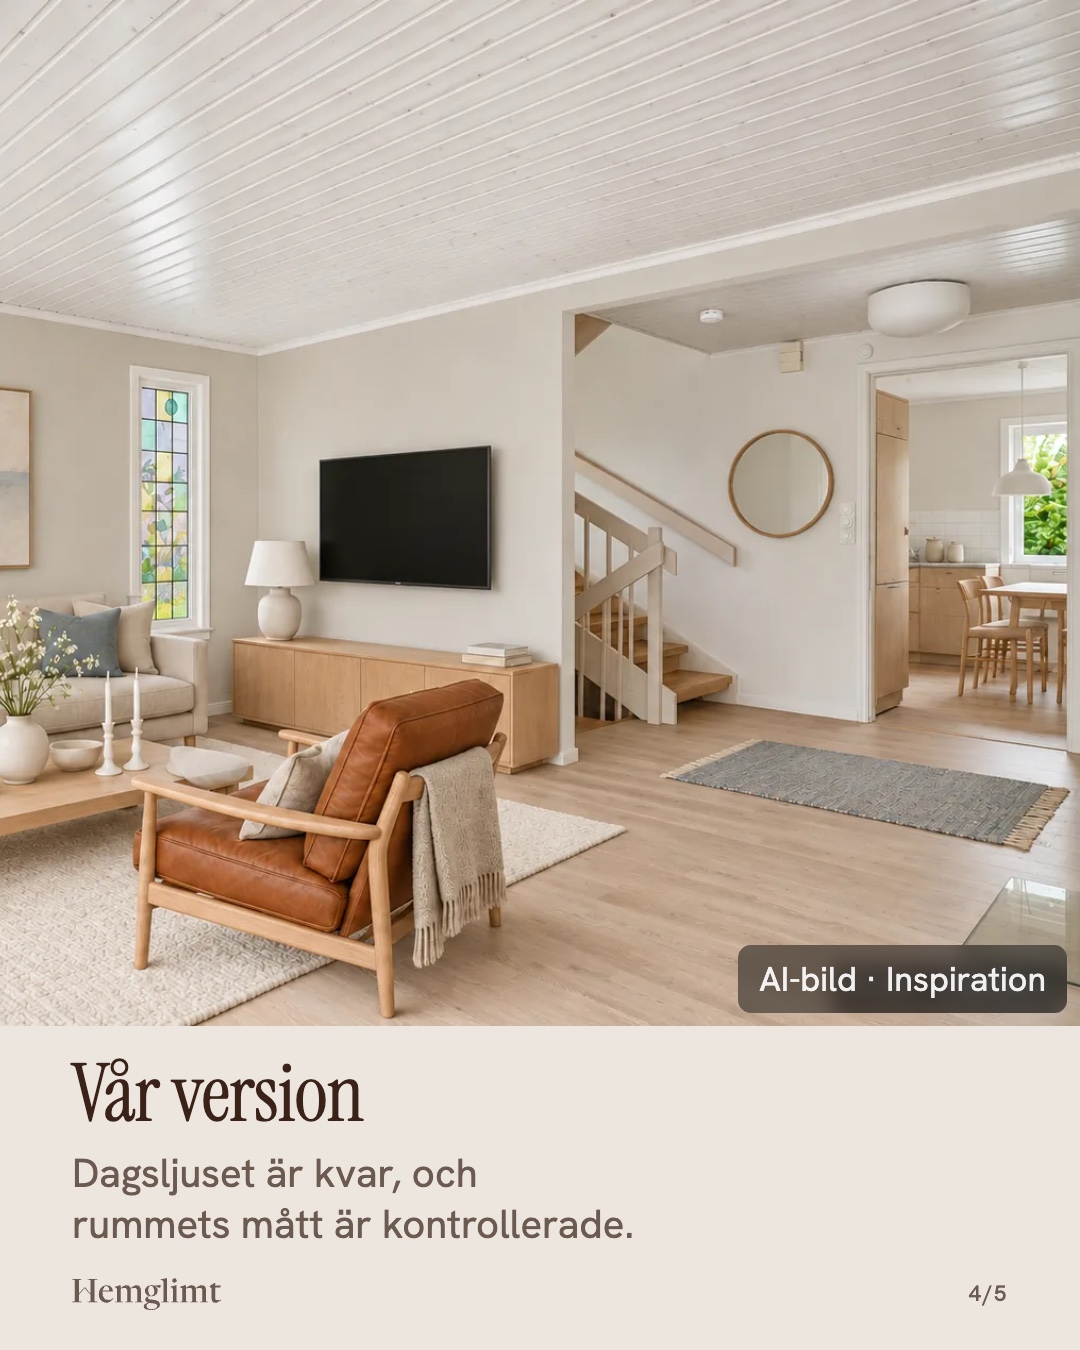 AI-bild · Inspiration
Vår version
Dagsljuset är kvar, och
rummets mått är kontrollerade.
Hemglimt
4/5